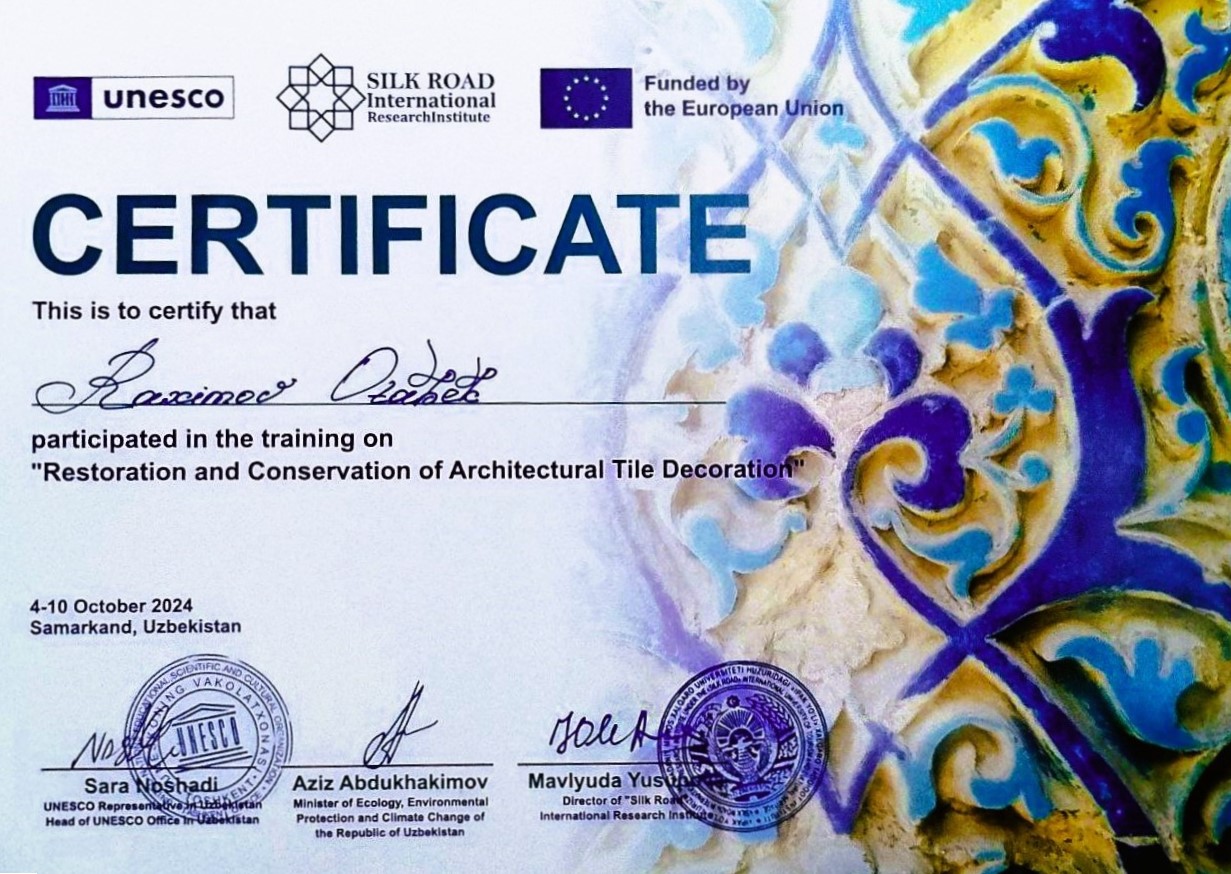 unesco
SILK ROAD
International
ResearchInstitute
Funded by
the European Union
CERTIFICATE
This is to certify that
Raximov Otabek
participated in the training on
"Restoration and Conservation of Architectural Tile Decoration"
4-10 October 2024
Samarkand, Uzbekistan
VAKOLATXONASI
UNESCO
Sara Noshadi
UNESCO Representative in Uzbekistan
Head of UNESCO Office in Uzbekistan
Aziz Abdukhakimov
Minister of Ecology, Environmental
Protection and Climate Change of
the Republic of Uzbekistan
Mavlyuda
Director of "Silk Road"
International Research Institute